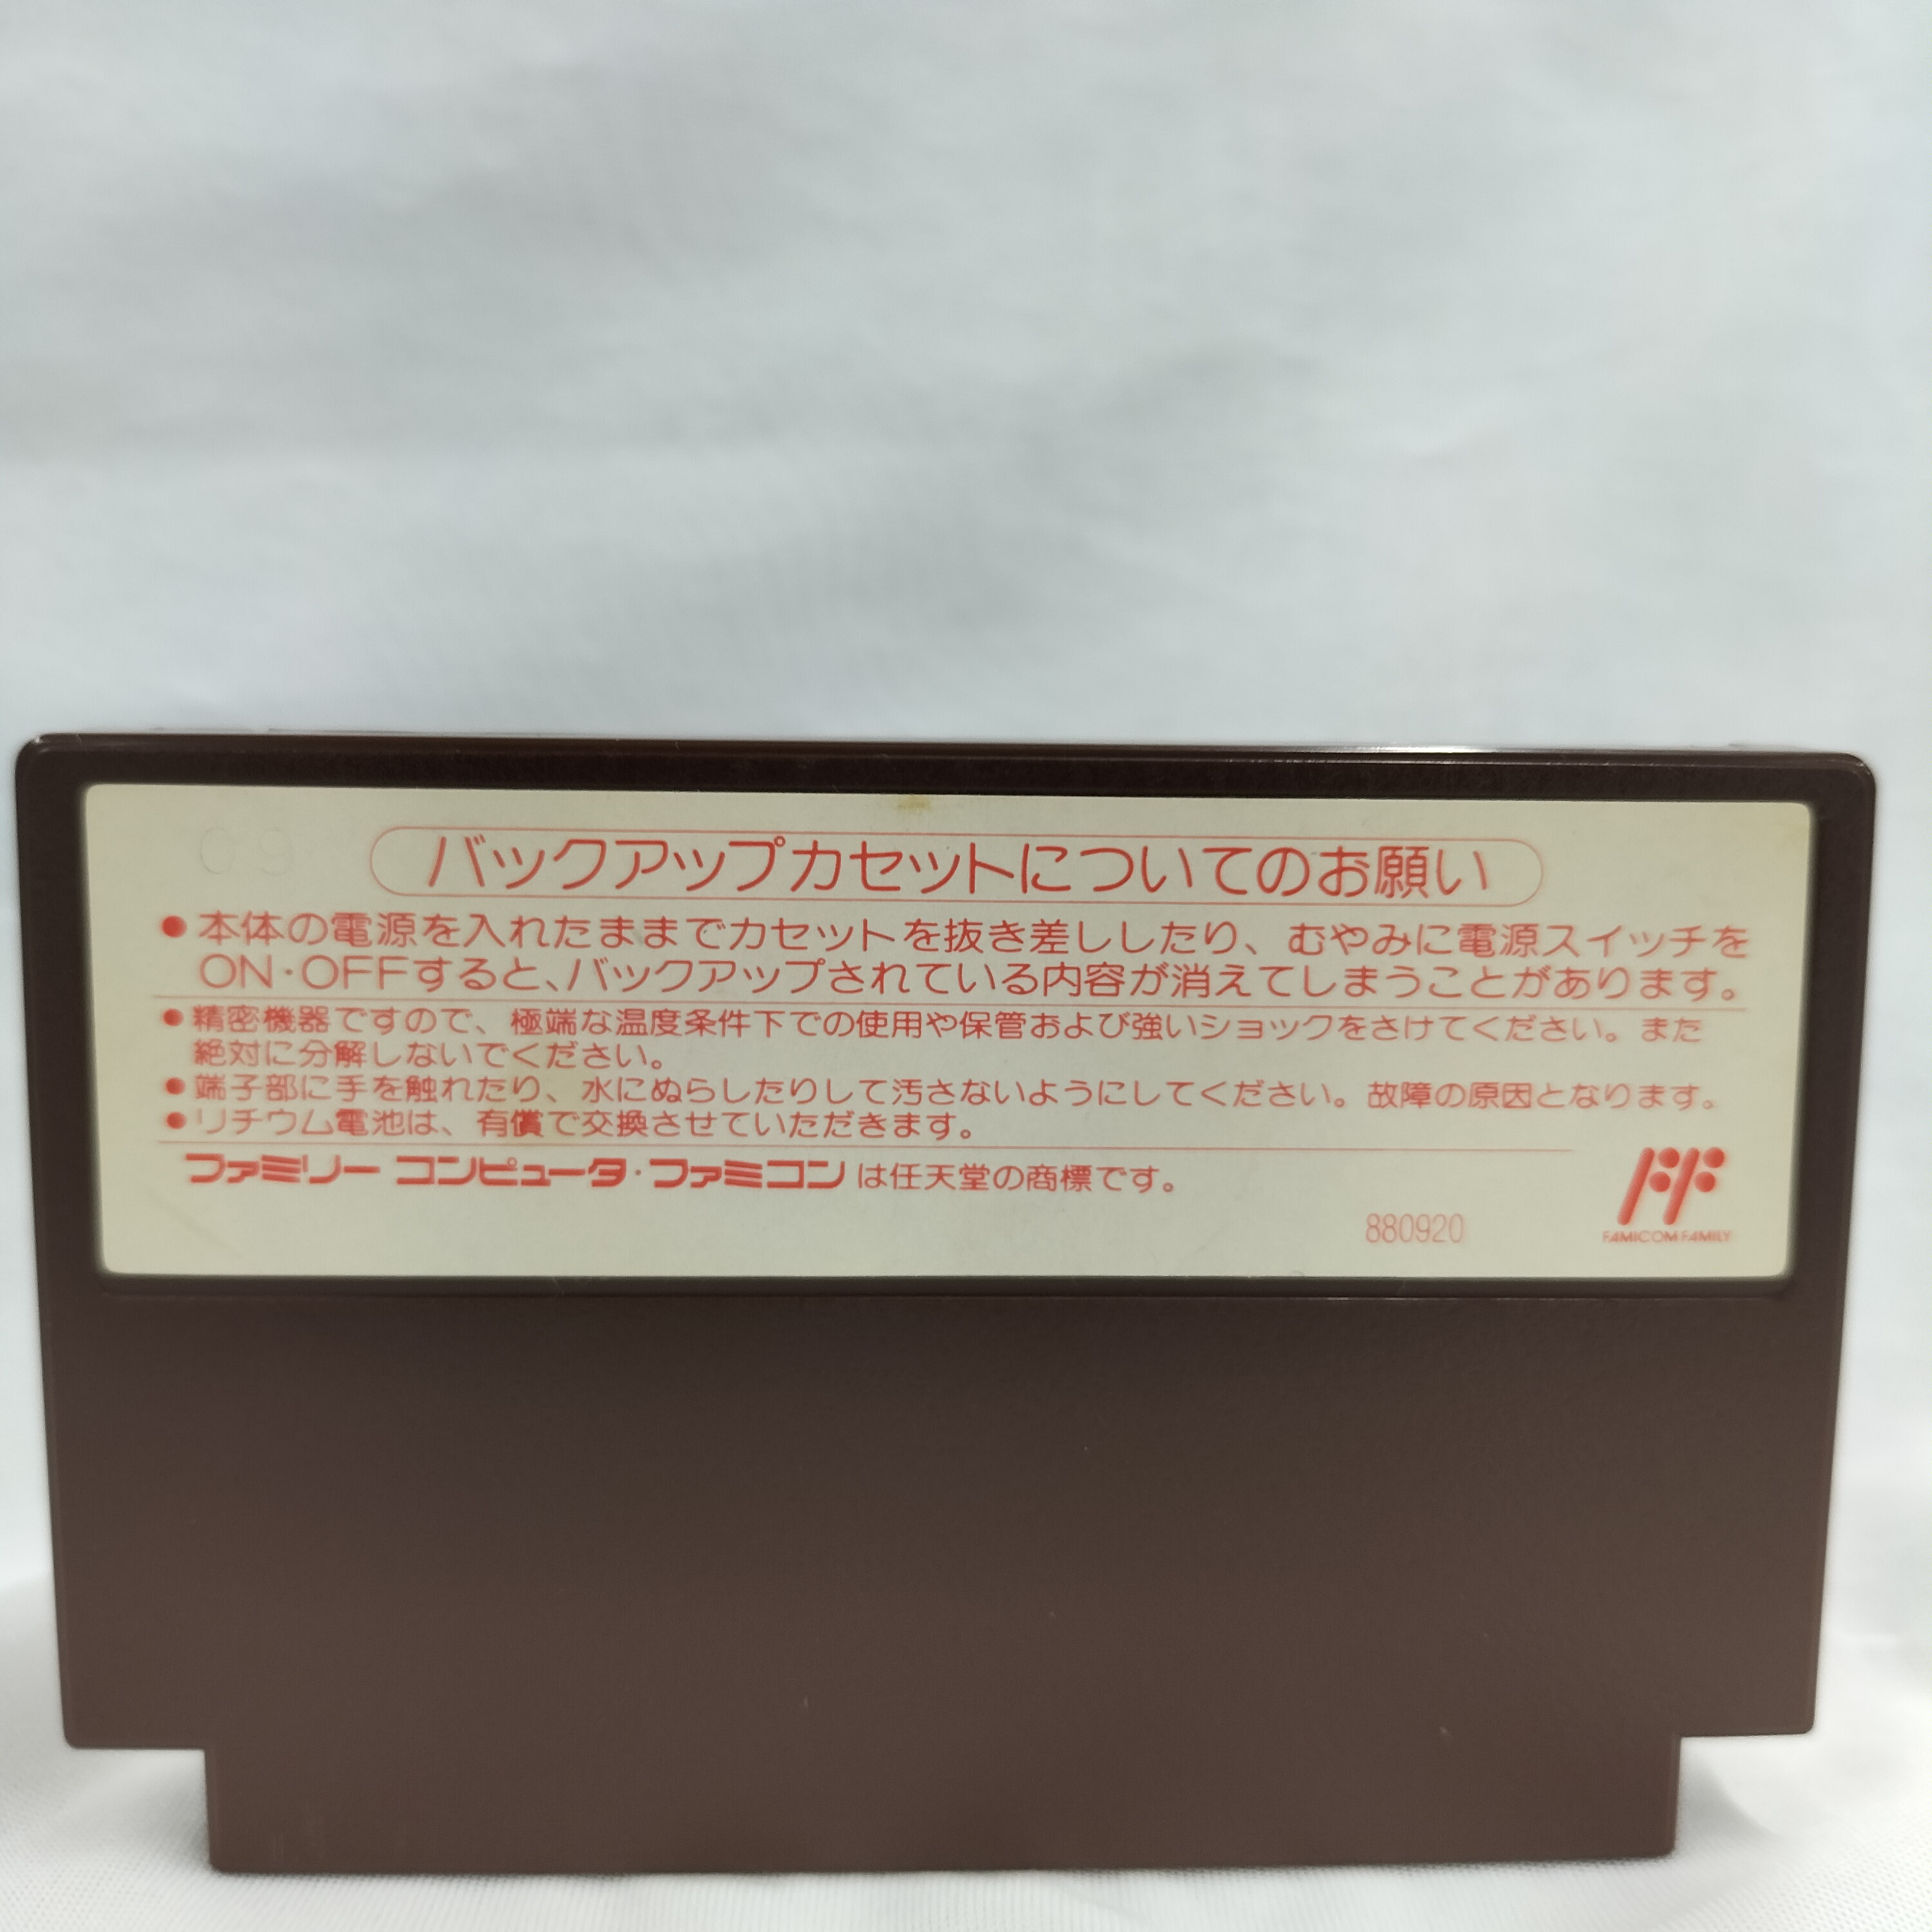 09
バックアップカセットについてのお願い
●本体の電源を入れたままでカセットを抜き差ししたり、むやみに電源スイッチを
ON・OFFすると、バックアップされている内容が消えてしまうことがあります。
●精密機器ですので、極端な温度条件下での使用や保管および強いショックをさけてください。また
絶対に分解しないでください。
●端子部に手を触れたり、水にぬらしたりして汚さないようにしてください。故障の原因となります。
●リチウム電池は、有償で交換させていただきます。
ファミリー コンピュータ・ファミコンは任天堂の商標です。
880920
FAMICOM FAMILY